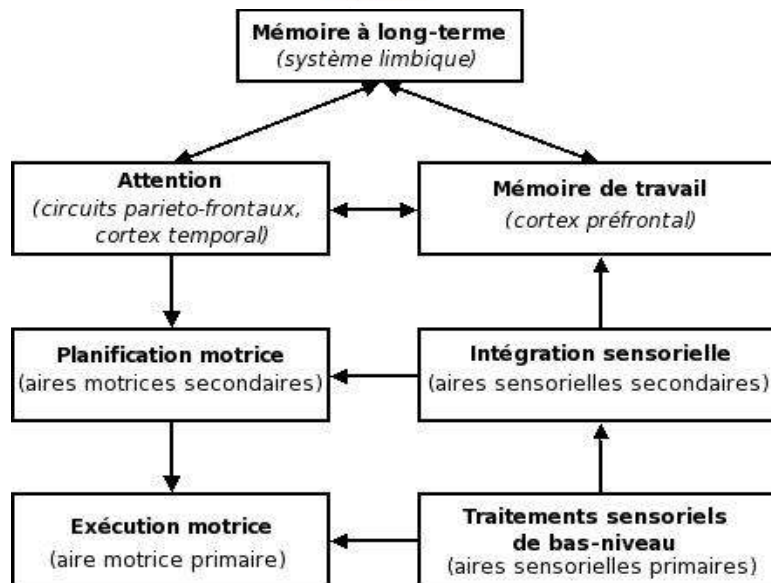 Mémoire à long-terme
(système limbique)
Attention
(circuits parieto-frontaux,
cortex temporal)
Mémoire de travail
(cortex préfrontal)
Planification motrice
(aires motrices secondaires)
Intégration sensorielle
(aires sensorielles secondaires)
Exécution motrice
(aire motrice primaire)
Traitements sensoriels
de bas-niveau
(aires sensorielles primaires)